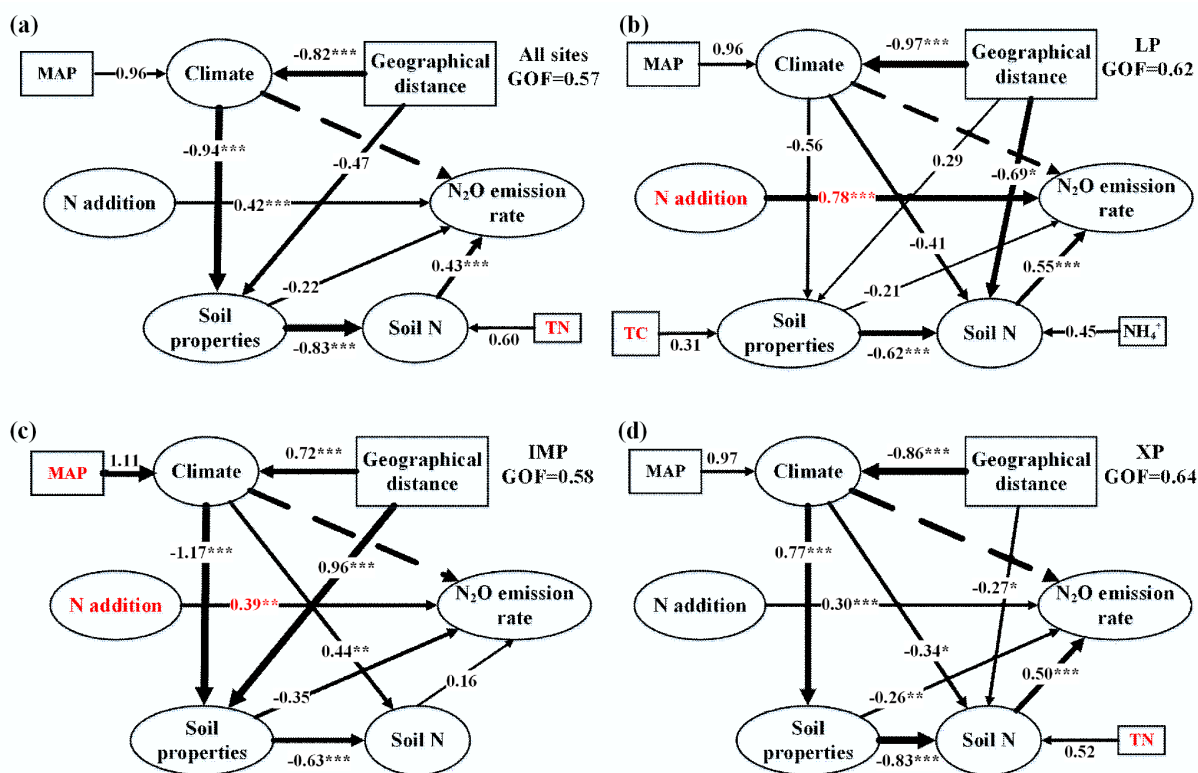 (a)
MAP
0.96
Climate
-0.82***
Geographical
distance
All sites
GOF=0.57
-0.94***
-0.47
N addition
0.42***
N₂O emission
rate
-0.22
0.43***
Soil
properties
-0.83***
Soil N
0.60
TN
(b)
MAP
0.96
Climate
-0.97***
Geographical
distance
LP
GOF=0.62
-0.56
0.29
-0.69*
N addition
0.78***
N₂O emission
rate
-0.41
-0.21
0.55***
TC
0.31
Soil
properties
-0.62***
Soil N
0.45
NH₄⁺
(c)
MAP
1.11
Climate
0.72***
Geographical
distance
IMP
GOF=0.58
-1.17***
0.96***
N addition
0.39**
N₂O emission
rate
0.44**
-0.35
0.16
Soil
properties
-0.63***
Soil N
(d)
MAP
0.97
Climate
-0.86***
Geographical
distance
XP
GOF=0.64
0.77***
-0.27*
N addition
0.30***
N₂O emission
rate
-0.34*
-0.26**
0.50***
Soil
properties
-0.83***
Soil N
0.52
TN